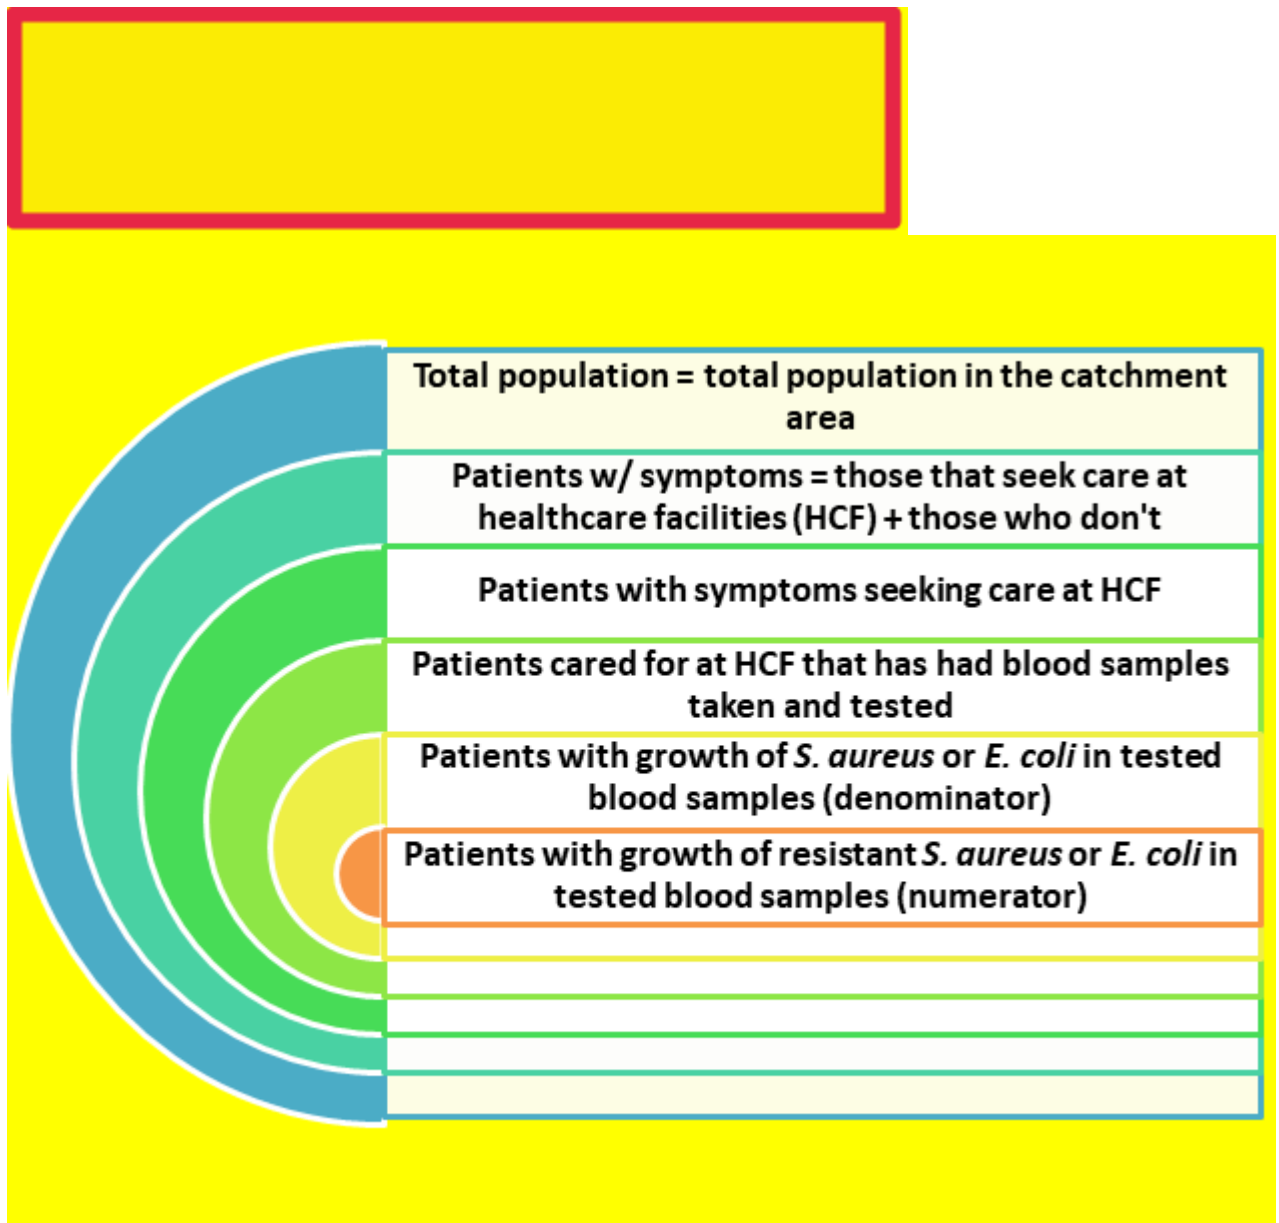 Total population = total population in the catchment
area
Patients w/ symptoms = those that seek care at
healthcare facilities (HCF) + those who don't
Patients with symptoms seeking care at HCF
Patients cared for at HCF that has had blood samples
taken and tested
Patients with growth of S. aureus or E. coli in tested
blood samples (denominator)
Patients with growth of resistant S. aureus or E. coli in
tested blood samples (numerator)